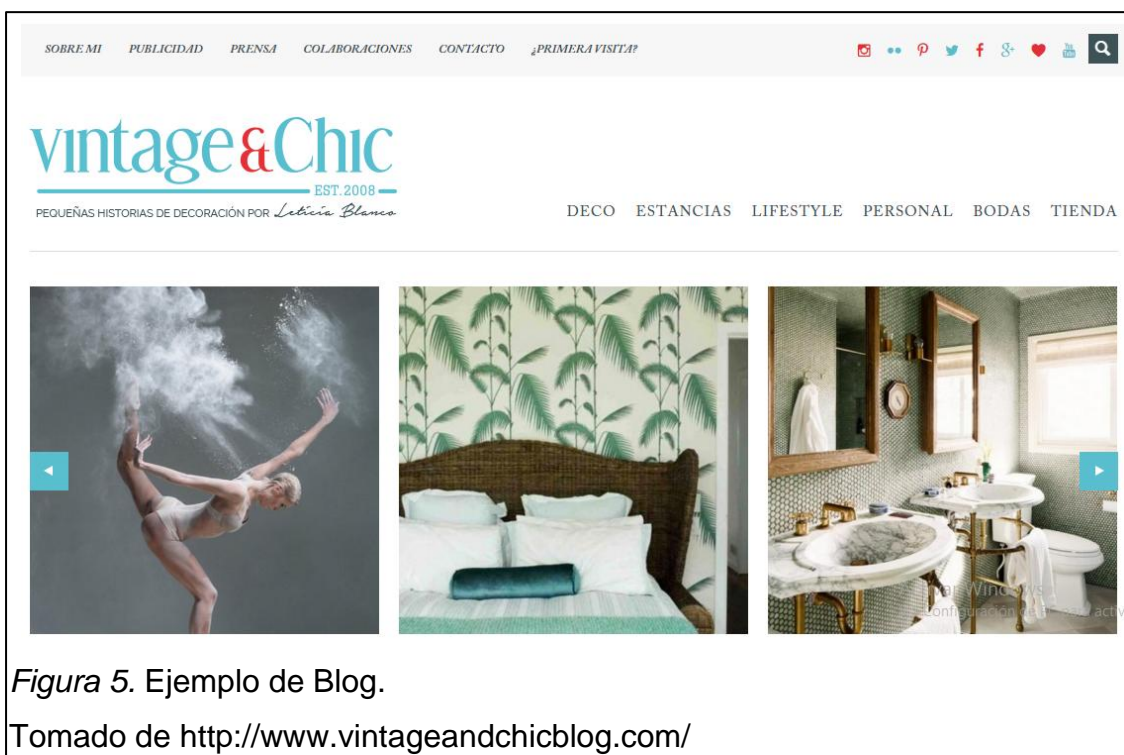 SOBRE MI PUBLICIDAD PRENSA COLABORACIONES CONTACTO ¿PRIMERA VISITA?
vintage&Chic
EST.2008
PEQUEÑAS HISTORIAS DE DECORACIÓN POR Leticia Blanco
DECO ESTANCIAS LIFESTYLE PERSONAL BODAS TIENDA
Figura 5. Ejemplo de Blog.
Tomado de http://www.vintageandchicblog.com/